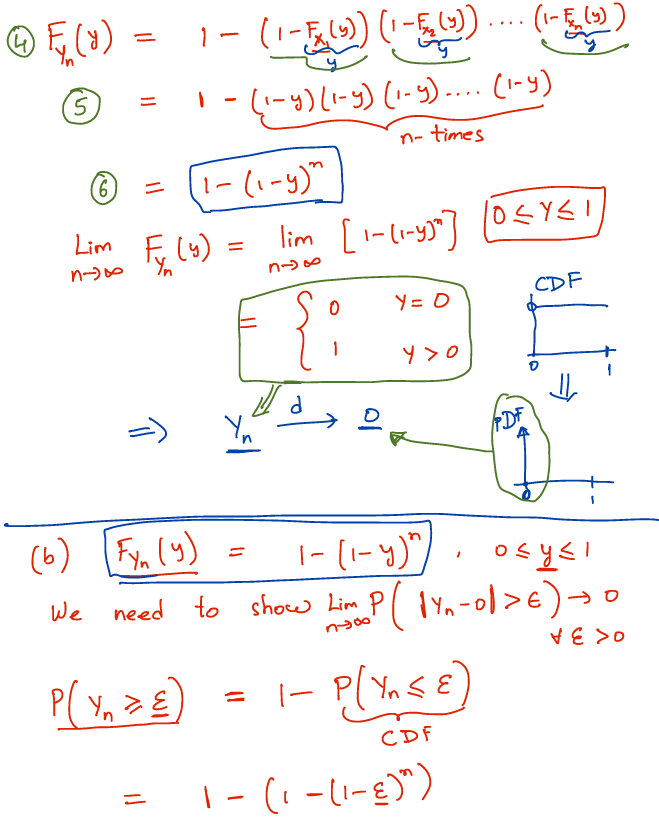 ④ F_{Y_n}(y) = 1 - (1-F_{X_1}(y)) (1-F_{X_2}(y)) .... (1-F_{X_n}(y))
y y y
⑤ = 1 - (1-y)(1-y)(1-y).... (1-y)
n-times
⑥ = 1-(1-y)^n
Lim n→∞ F_{Y_n}(y) = lim n→∞ [1-(1-y)^n] 0 ≤ Y ≤ 1
CDF
= { 0 Y=0
1 Y>0
0 1
⇓
⇒ Y_n →^d 0
PDF
0 1
(b) F_{Y_n}(y) = 1-(1-y)^n , 0 ≤ y ≤ 1
We need to show Lim n→∞ P( |Y_n-0|>ε) → 0
∀ ε >0
P( Y_n ≥ ε) = 1- P(Y_n ≤ ε)
CDF
= 1 - (1-(1-ε)^n)